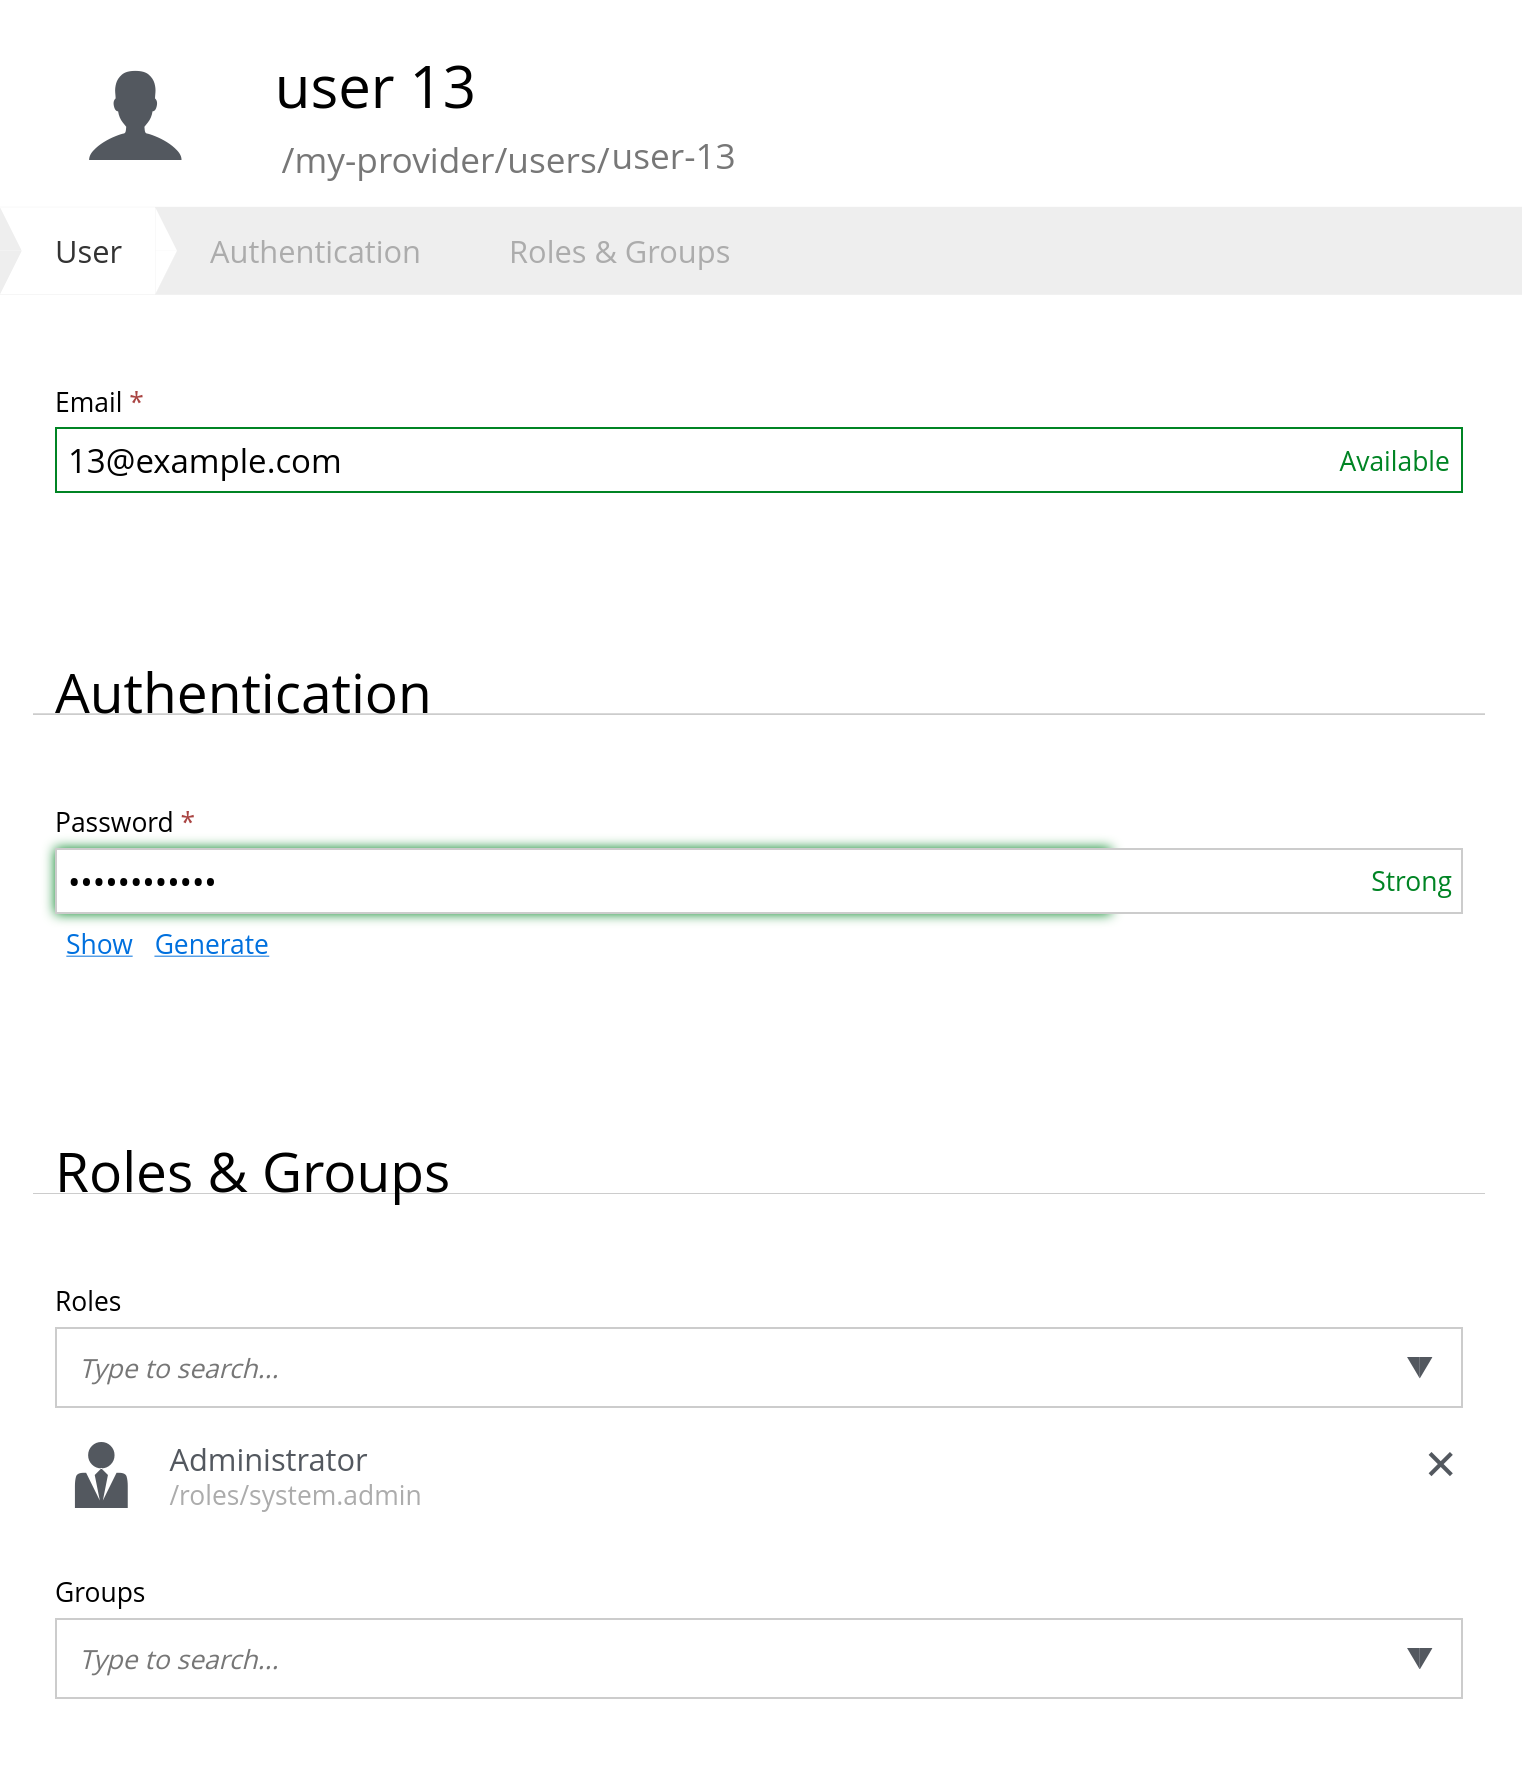 user 13
/my-provider/users/user-13
User Authentication Roles & Groups
Email *
13@example.com Available
Authentication
Password *
•••••••••••• Strong
Show Generate
Roles & Groups
Roles
Type to search...
Administrator
/roles/system.admin
Groups
Type to search...